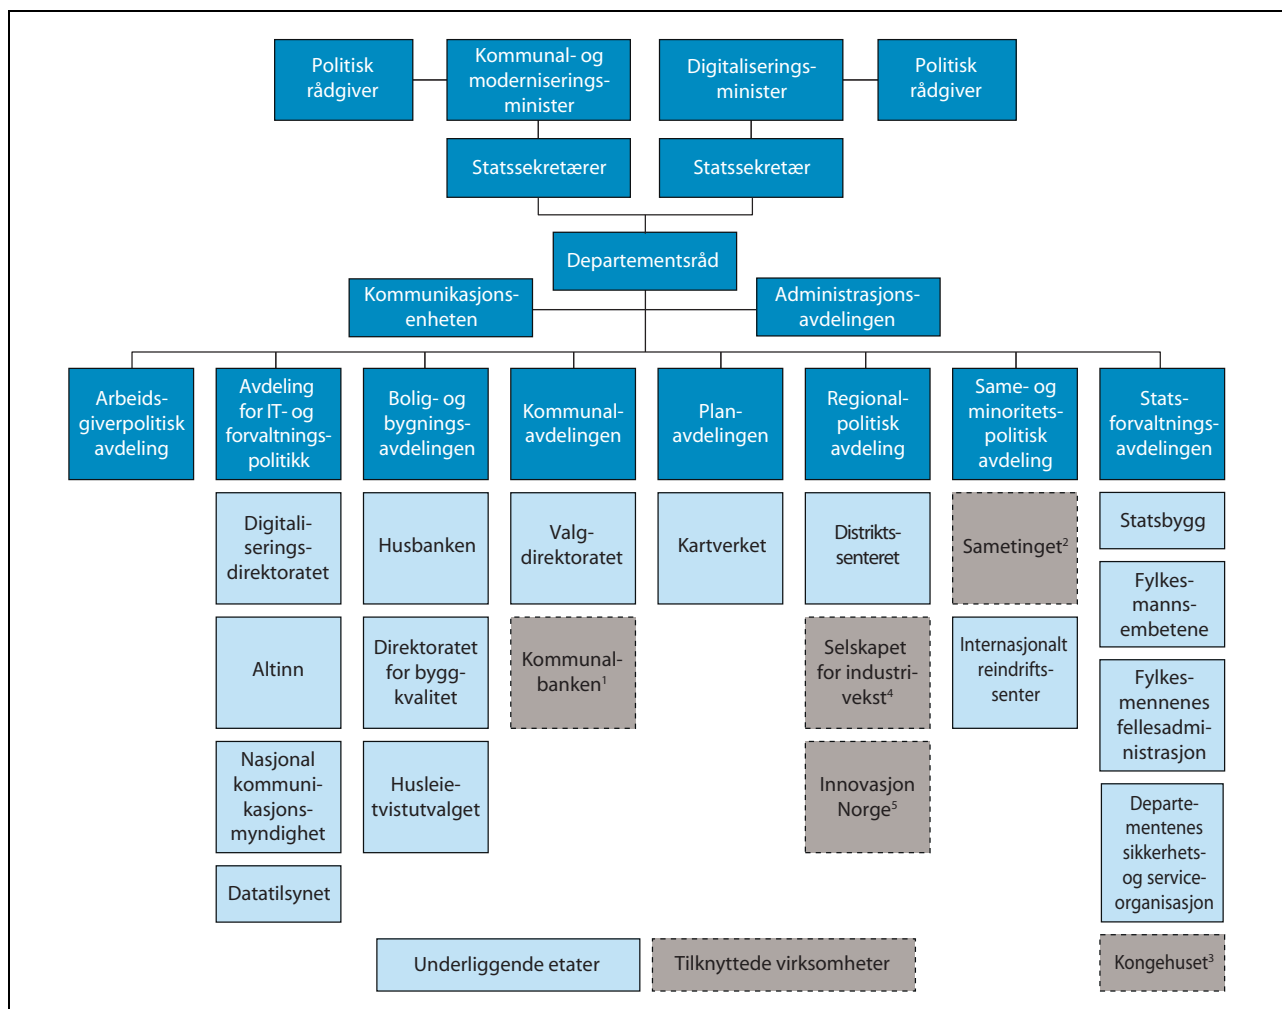 Politisk
rådgiver
Kommunal- og
moderniserings-
minister
Digitaliserings-
minister
Politisk
rådgiver
Statssekretærer
Statssekretær
Departementsråd
Kommunikasjons-
enheten
Administrasjons-
avdelingen
Arbeids-
giverpolitisk
avdeling
Avdeling
for IT- og
forvaltnings-
politikk
Bolig- og
bygnings-
avdelingen
Kommunal-
avdelingen
Plan-
avdelingen
Regional-
politisk
avdeling
Same- og
minoritets-
politisk
avdeling
Stats-
forvaltnings-
avdelingen
Digitali-
serings-
direktoratet
Altinn
Nasjonal
kommuni-
kasjons-
myndighet
Datatilsynet
Husbanken
Direktoratet
for bygg-
kvalitet
Husleie-
tvistutvalget
Valg-
direktoratet
Kommunal-
banken¹
Kartverket
Distrikts-
senteret
Selskapet
for industri-
vekst⁴
Innovasjon
Norge⁵
Sametinget²
Internasjonalt
reindrifts-
senter
Statsbygg
Fylkes-
manns-
embetene
Fylkes-
mennenes
fellesadmi-
nistrasjon
Departe-
mentenes
sikkerhets-
og service-
organisasjon
Kongehuset³
Underliggende etater
Tilknyttede virksomheter